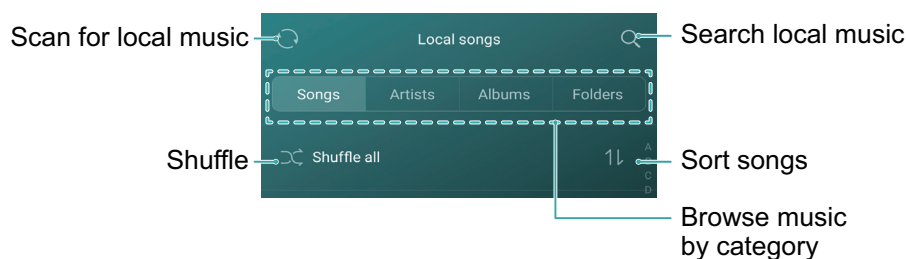 Scan for local music
Local songs
Search local music
Songs Artists Albums Folders
Shuffle
Shuffle all
Sort songs
A
C
D
Browse music
by category